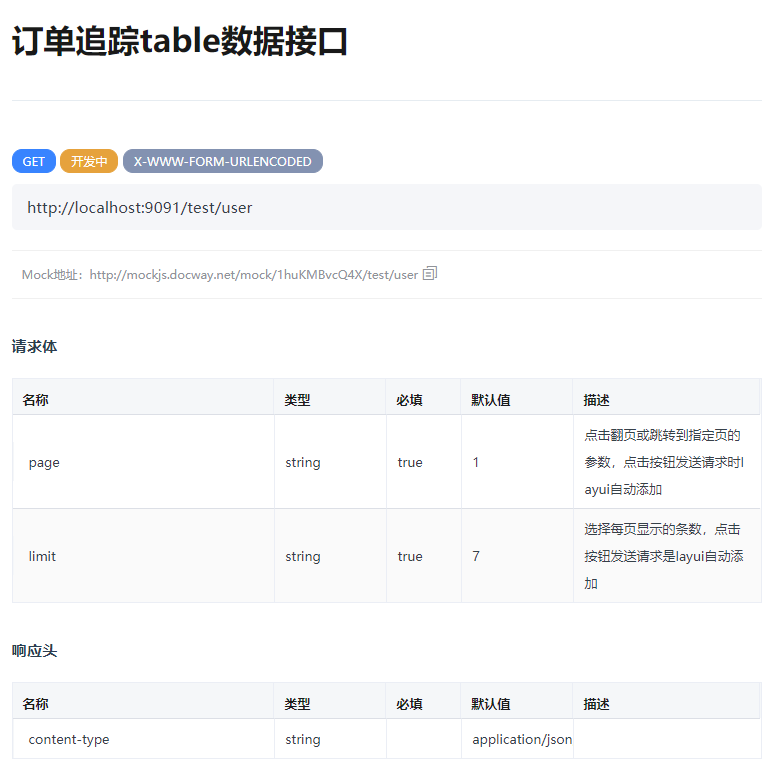 订单追踪table数据接口
GET 开发中 X-WWW-FORM-URLENCODED
http://localhost:9091/test/user
Mock地址：http://mockjs.docway.net/mock/1huKMBvcQ4X/test/user
请求体
名称 类型 必填 默认值 描述
page string true 1 点击翻页或跳转到指定页的
参数，点击按钮发送请求时l
ayui自动添加
limit string true 7 选择每页显示的条数，点击
按钮发送请求是layui自动添
加
响应头
名称 类型 必填 默认值 描述
content-type string application/json